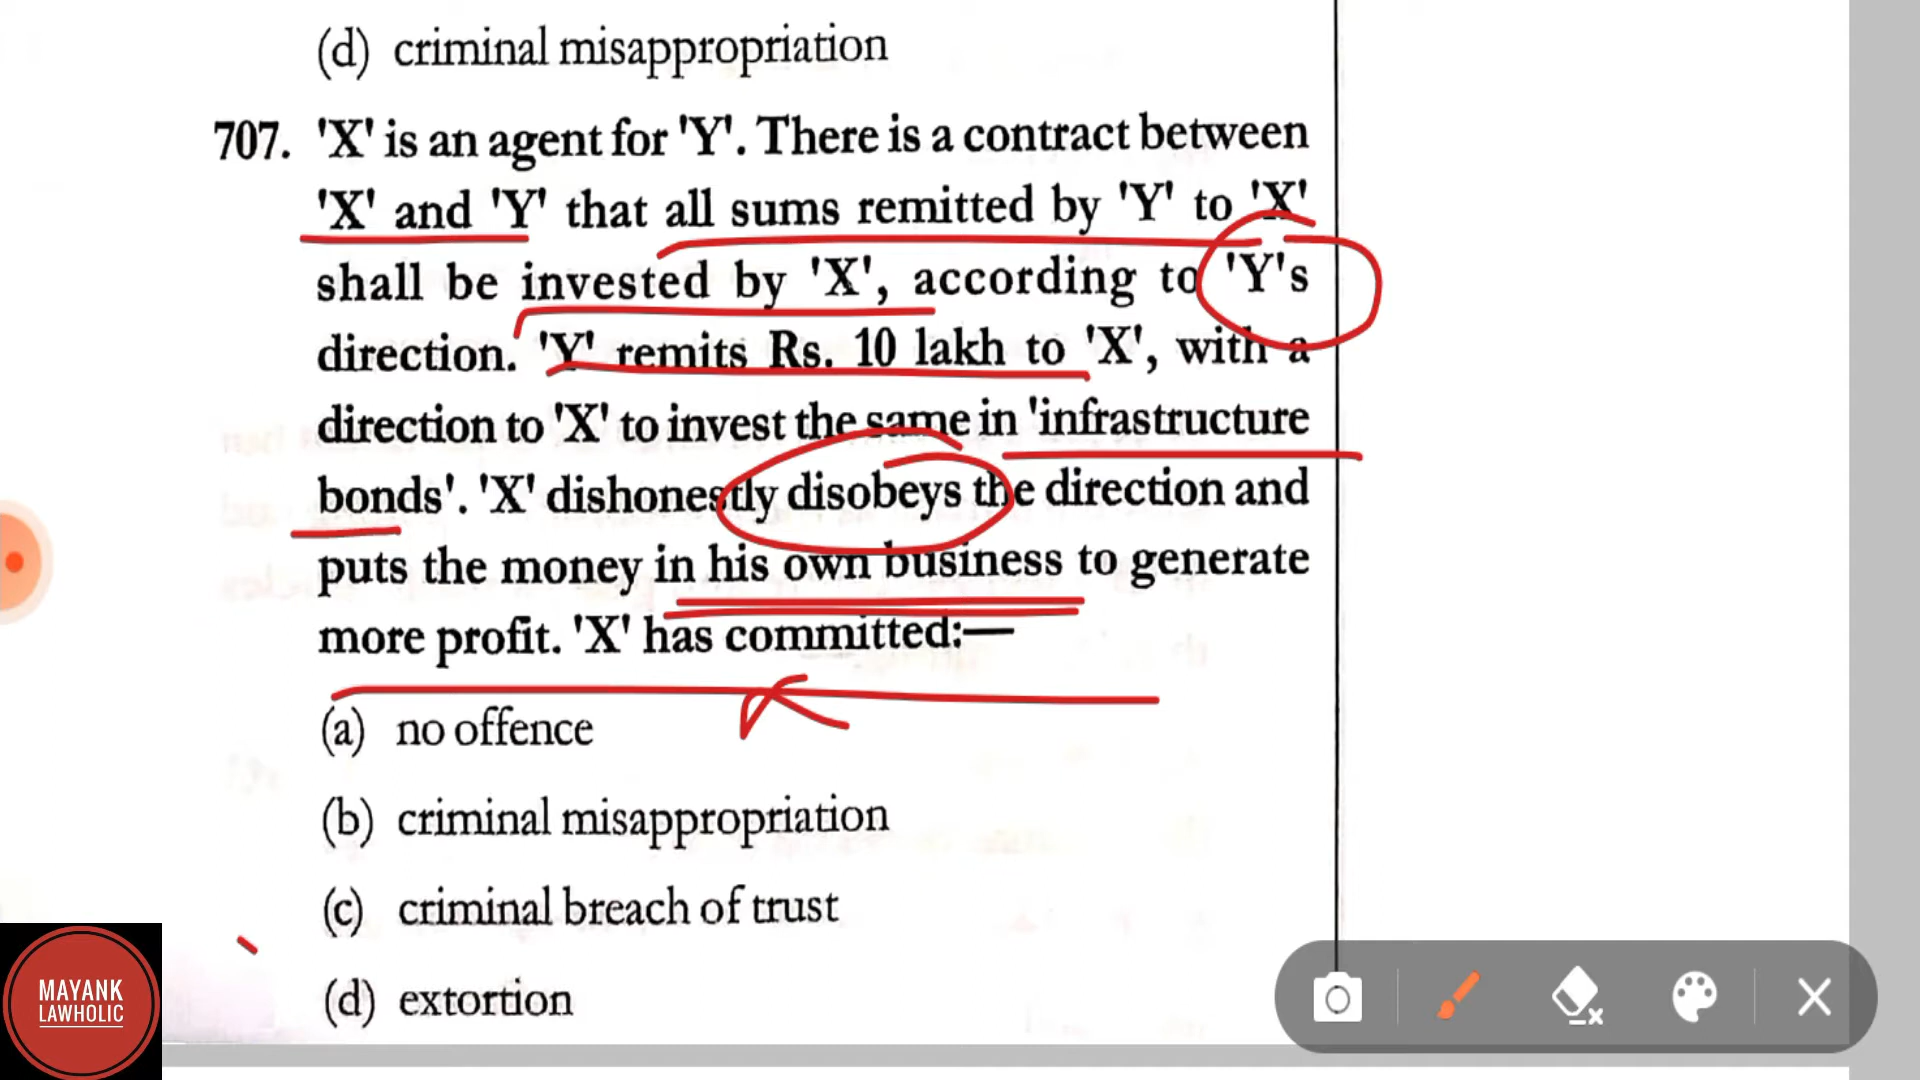 (d) criminal misappropriation
707. 'X' is an agent for 'Y'. There is a contract between
'X' and 'Y' that all sums remitted by 'Y' to 'X'
shall be invested by 'X', according to 'Y's
direction. 'Y' remits Rs. 10 lakh to 'X', with a
direction to 'X' to invest the same in 'infrastructure
bonds'. 'X' dishonestly disobeys the direction and
puts the money in his own business to generate
more profit. 'X' has committed:—
(a) no offence
(b) criminal misappropriation
(c) criminal breach of trust
(d) extortion
MAYANK
LAWHOLIC